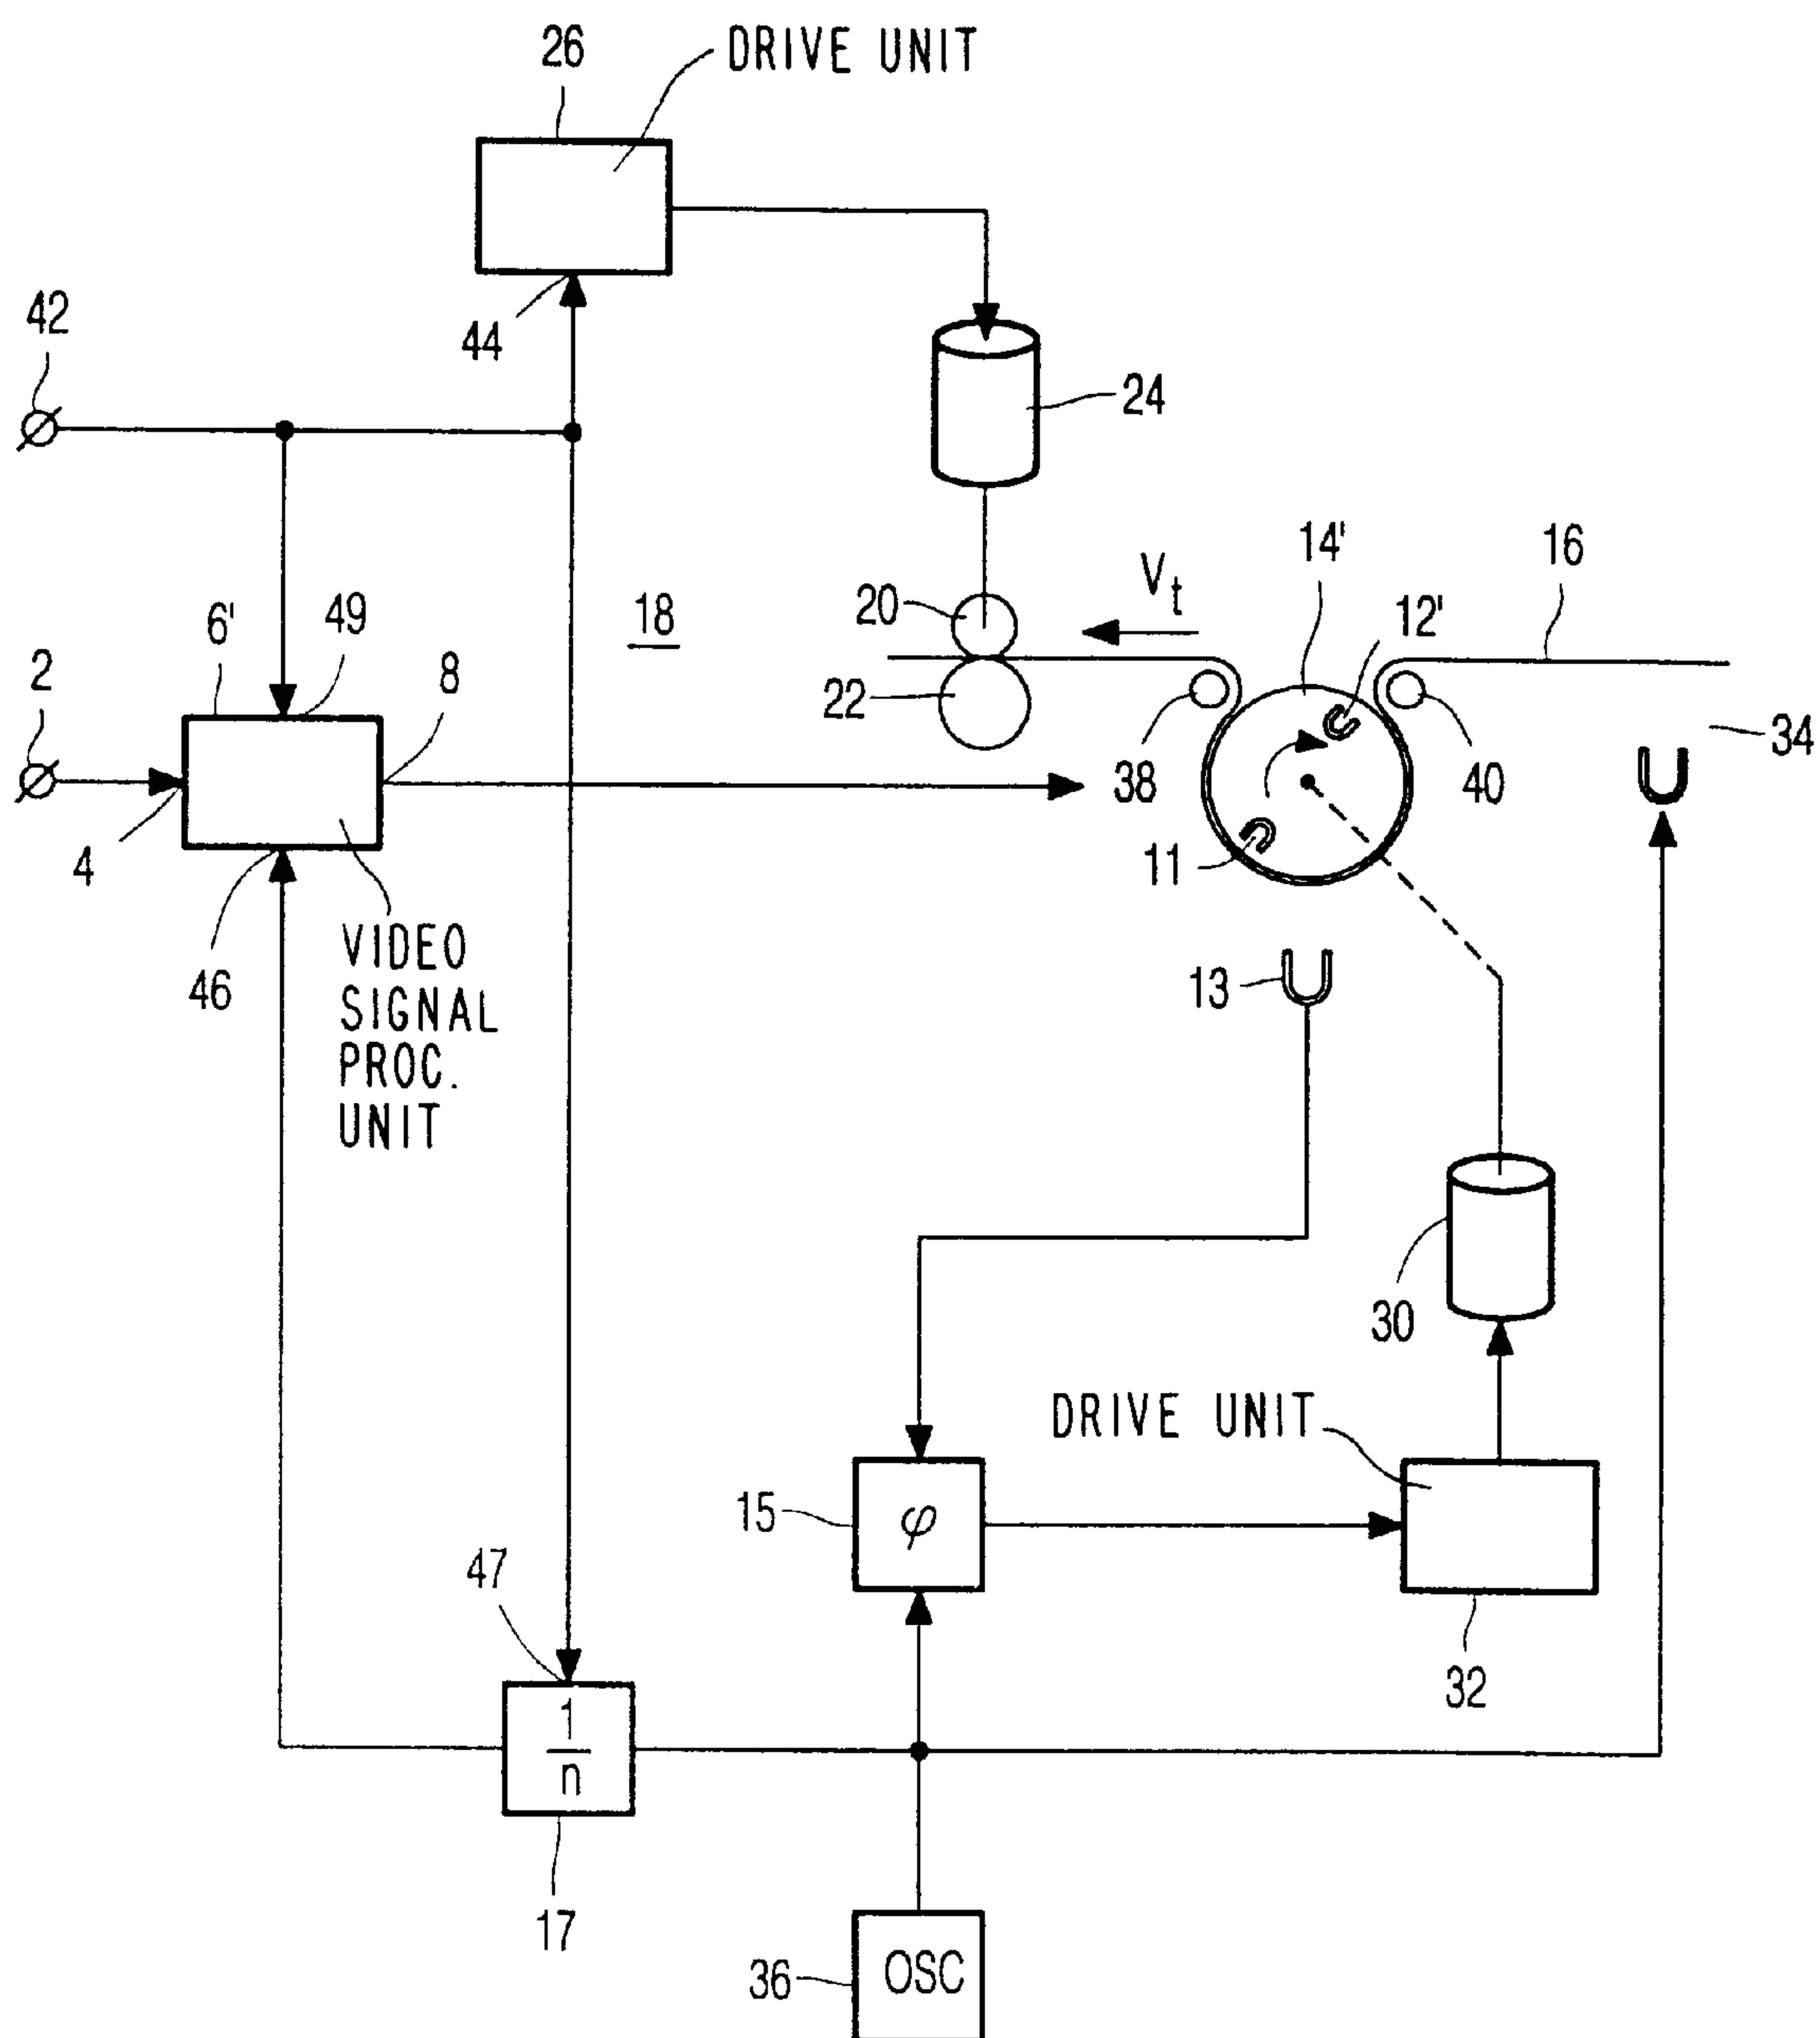 26
DRIVE UNIT
42
44
24
14'
16
V_t
12'
20
6'
49
18
2
8
22
34
38
40
4
11
46
VIDEO
SIGNAL
PROC.
UNIT
13
30
DRIVE UNIT
15
φ
47
32
1
n
17
36
OSC